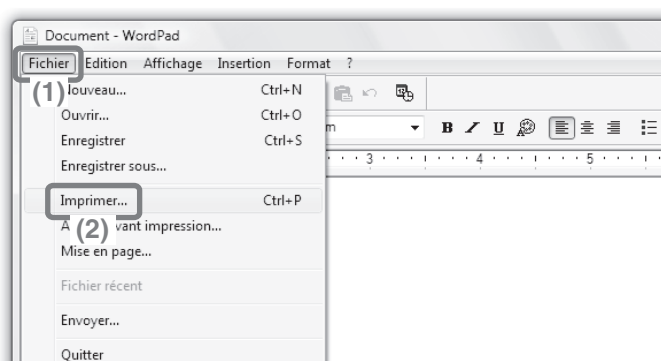 Document - WordPad
Fichier Edition Affichage Insertion Format ?
(1) Nouveau... Ctrl+N
Ouvrir... Ctrl+O
Enregistrer Ctrl+S
Enregistrer sous...
Imprimer... Ctrl+P
(2) vant impression...
Mise en page...
Fichier récent
Envoyer...
Quitter
m
B U
3 4 5